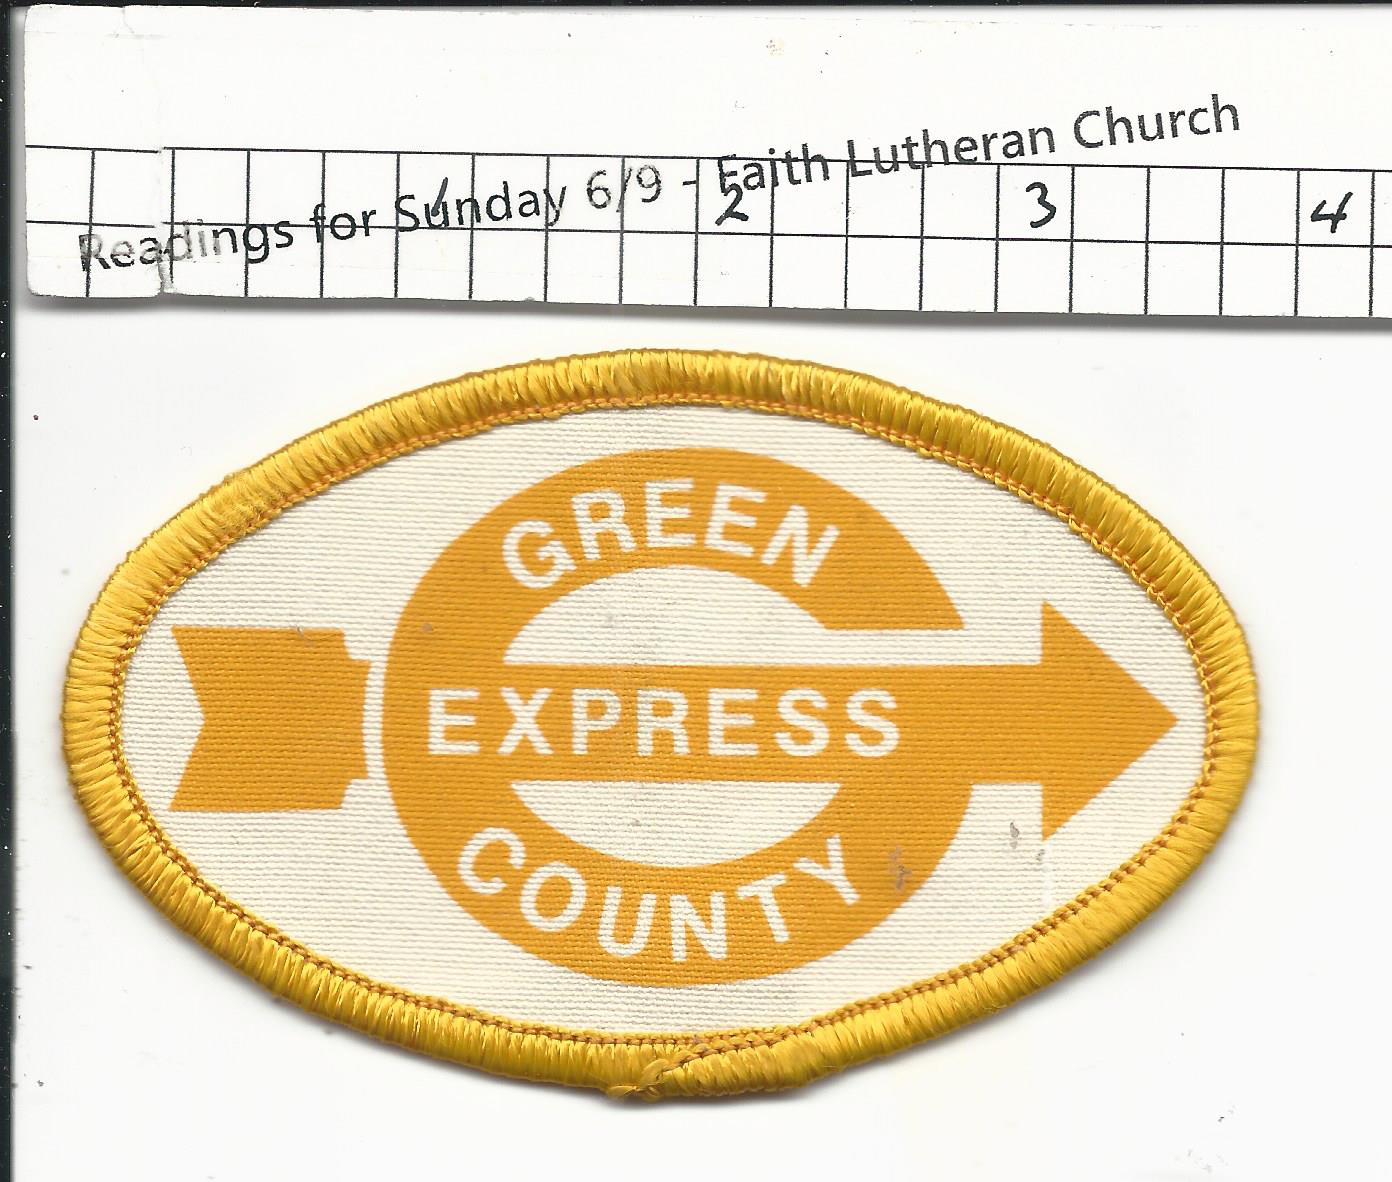 Readings for Sunday 6/9 - Faith Lutheran Church
1 2 3 4
GREEN
EXPRESS
COUNTY